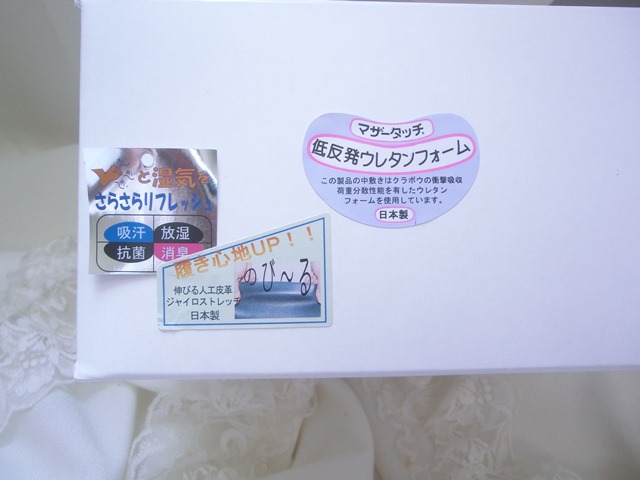 マザータッチ
低反発ウレタンフォーム
この製品の中敷きはクラボウの衝撃吸収
荷重分散性能を有したウレタン
フォームを使用しています。
日本製
と湿気を
さらさらリフレッシュ
吸汗 放湿
抗菌 消臭
履き心地UP！！
のび〜る
伸びる人工皮革
ジャイロストレッチ
日本製